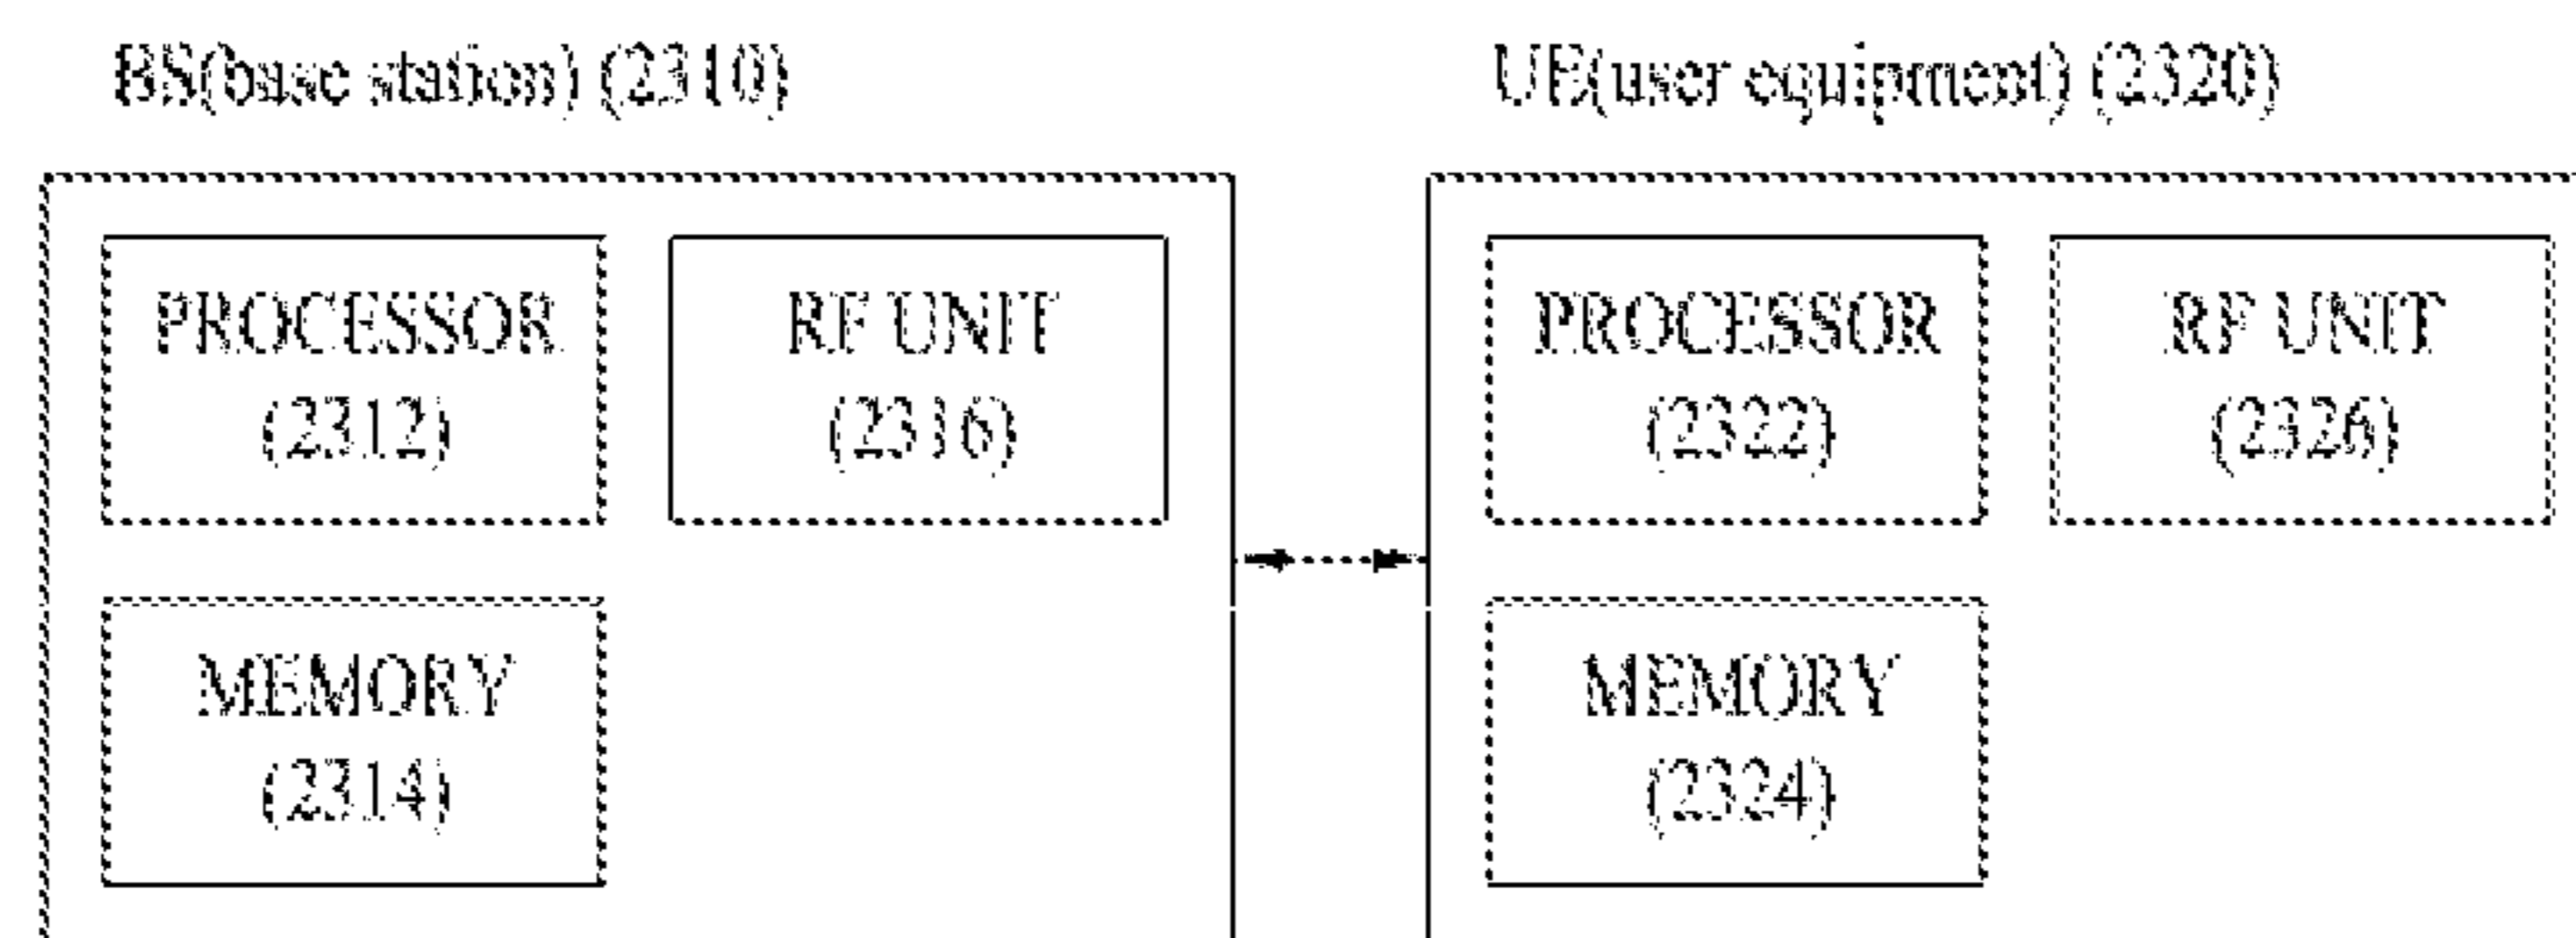 BS(base station) (2310)
UE(user equipment) (2320)
PROCESSOR
(2312)
RF UNIT
(2316)
PROCESSOR
(2322)
RF UNIT
(2326)
MEMORY
(2314)
MEMORY
(2324)